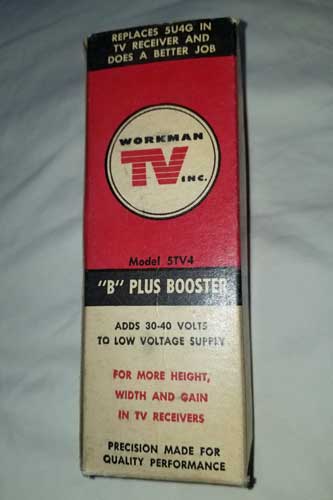 REPLACES 5U4G IN
TV RECEIVER AND
DOES A BETTER JOB
WORKMAN
TV
INC.
Model 5TV4
"B" PLUS BOOSTER
ADDS 30-40 VOLTS
TO LOW VOLTAGE SUPPLY
FOR MORE HEIGHT,
WIDTH AND GAIN
IN TV RECEIVERS
PRECISION MADE FOR
QUALITY PERFORMANCE